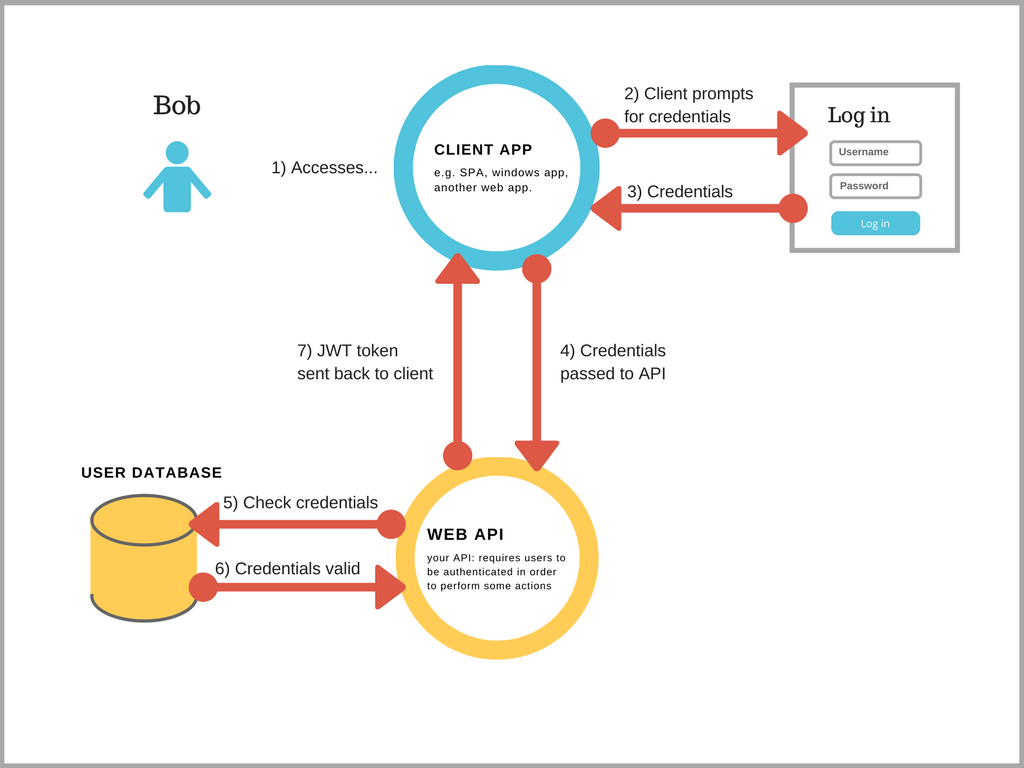 Bob
1) Accesses...
CLIENT APP
e.g. SPA, windows app,
another web app.
2) Client prompts
for credentials
3) Credentials
Log in
Username
Password
Log in
7) JWT token
sent back to client
4) Credentials
passed to API
USER DATABASE
5) Check credentials
6) Credentials valid
WEB API
your API: requires users to
be authenticated in order
to perform some actions